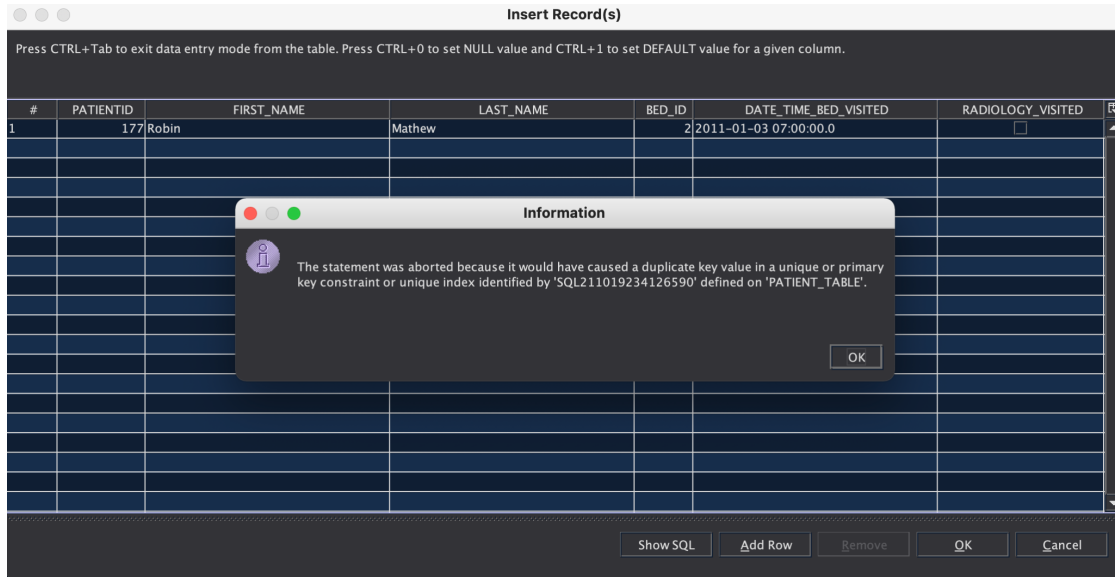 Insert Record(s)
Press CTRL+Tab to exit data entry mode from the table. Press CTRL+0 to set NULL value and CTRL+1 to set DEFAULT value for a given column.
# PATIENTID FIRST_NAME LAST_NAME BED_ID DATE_TIME_BED_VISITED RADIOLOGY_VISITED
1 177 Robin Mathew 2 2011-01-03 07:00:00.0
Information
The statement was aborted because it would have caused a duplicate key value in a unique or primary
key constraint or unique index identified by 'SQL211019234126590' defined on 'PATIENT_TABLE'.
OK
Show SQL Add Row Remove OK Cancel